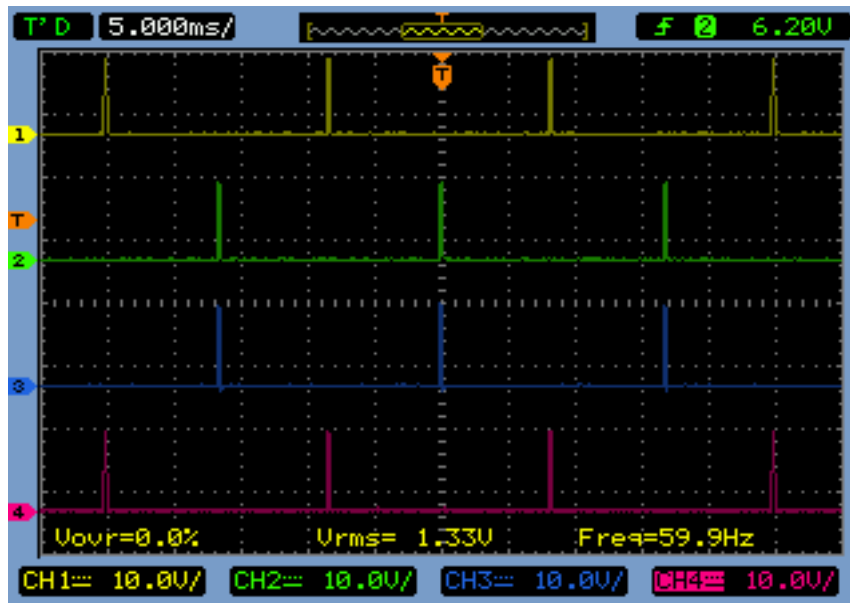 T'D 5.000ms/ T ƒ 2 6.20V
T
1
T
2
3
4
Vovr=0.0% Vrms= 1.33V Freq=59.9Hz
CH1 10.0V/ CH2 10.0V/ CH3 10.0V/ CH4 10.0V/